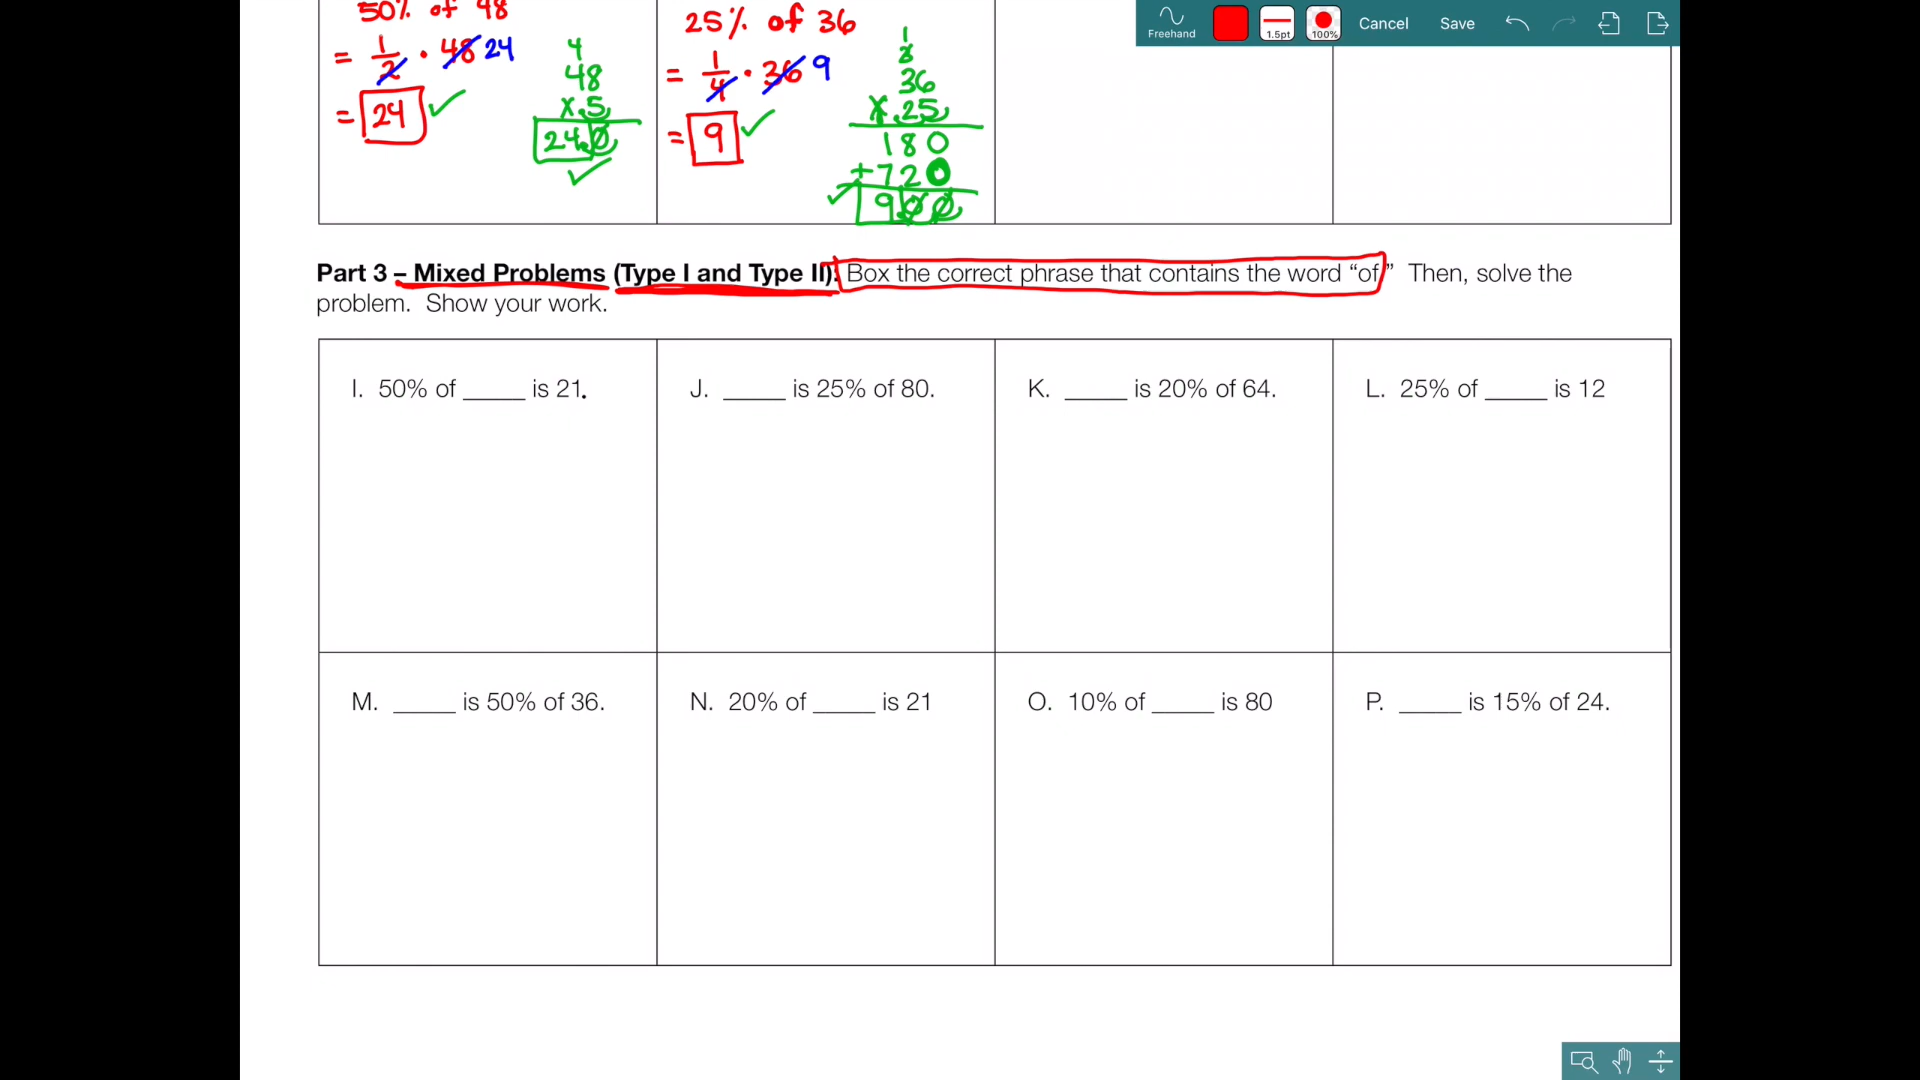 50% of 48
= 1/2 · 48 24
= 24 ✓
4
48
x.5
24.0
✓
25% of 36
= 1/4 · 36 9
= 9 ✓
1
3
36
x.25
180
+720
✓ 9.00
Freehand
1.5pt
100%
Cancel
Save
Part 3 – Mixed Problems (Type I and Type II): Box the correct phrase that contains the word “of” Then, solve the
problem. Show your work.
I. 50% of _____ is 21.
J. _____ is 25% of 80.
K. _____ is 20% of 64.
L. 25% of _____ is 12
M. _____ is 50% of 36.
N. 20% of _____ is 21
O. 10% of _____ is 80
P. _____ is 15% of 24.